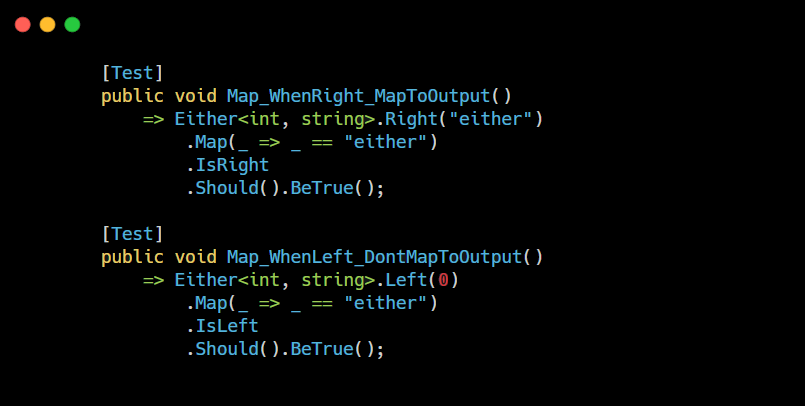 [Test]
public void Map_WhenRight_MapToOutput()
    => Either<int, string>.Right("either")
        .Map(_ => _ == "either")
        .IsRight
        .Should().BeTrue();

[Test]
public void Map_WhenLeft_DontMapToOutput()
    => Either<int, string>.Left(0)
        .Map(_ => _ == "either")
        .IsLeft
        .Should().BeTrue();